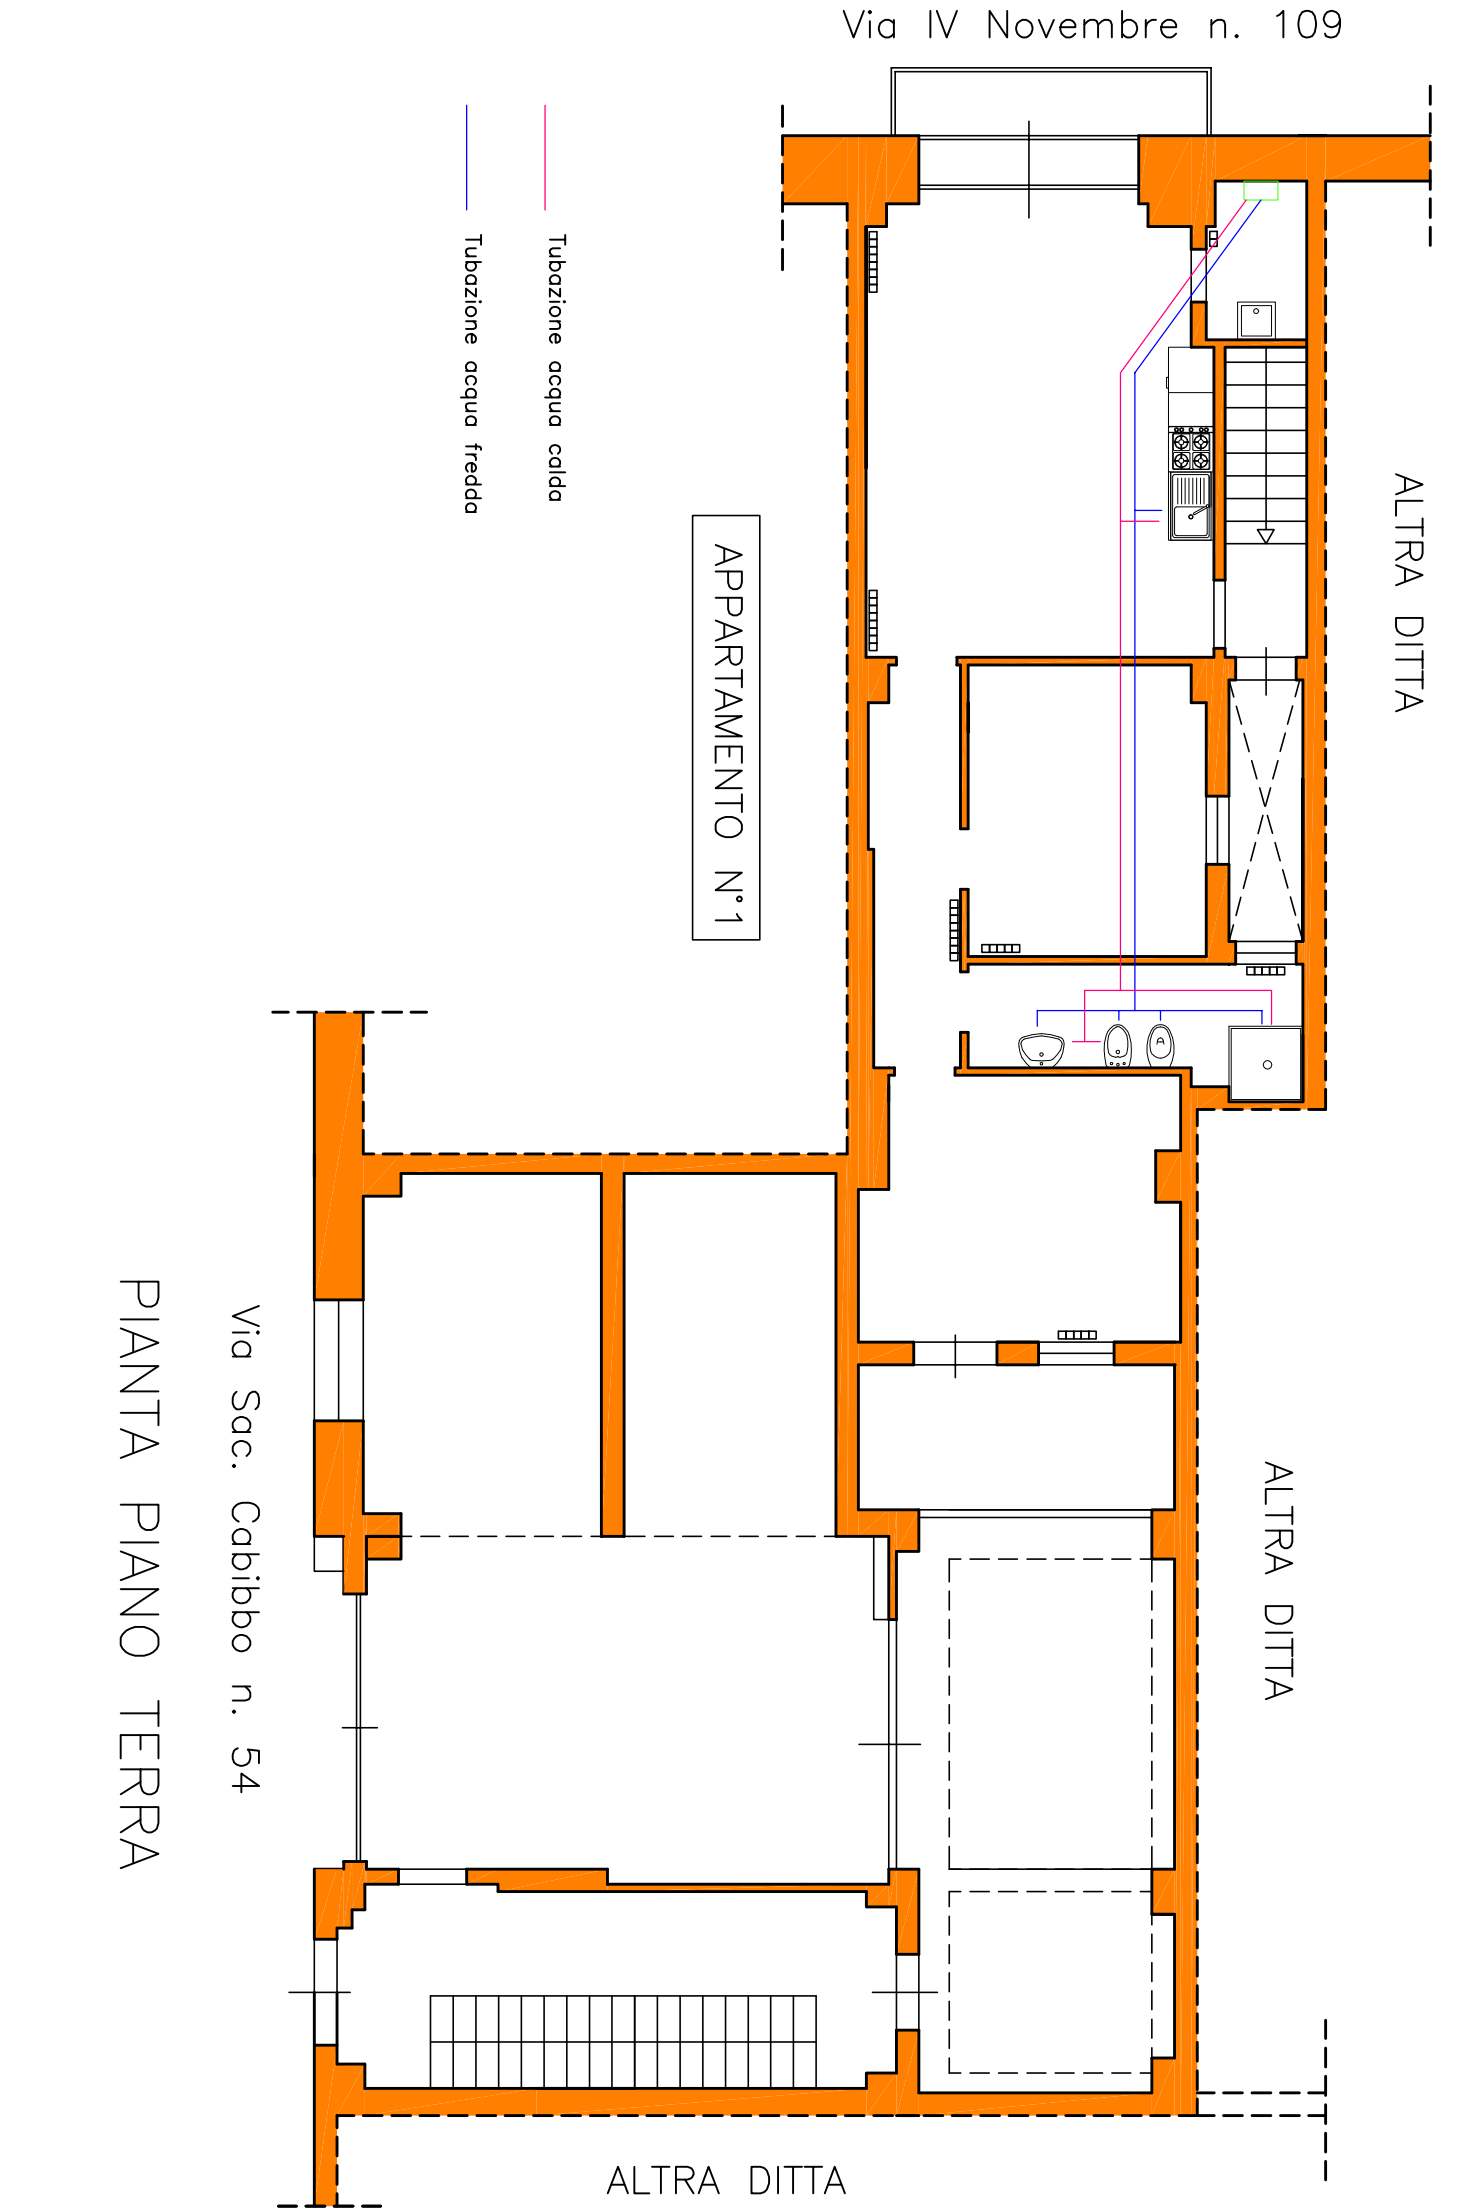 Via IV Novembre n. 109
Tubazione acqua calda
Tubazione acqua fredda
ALTRA DITTA
APPARTAMENTO N°1
ALTRA DITTA
Via Sac. Cabibbo n. 54
PIANTA PIANO TERRA
ALTRA DITTA